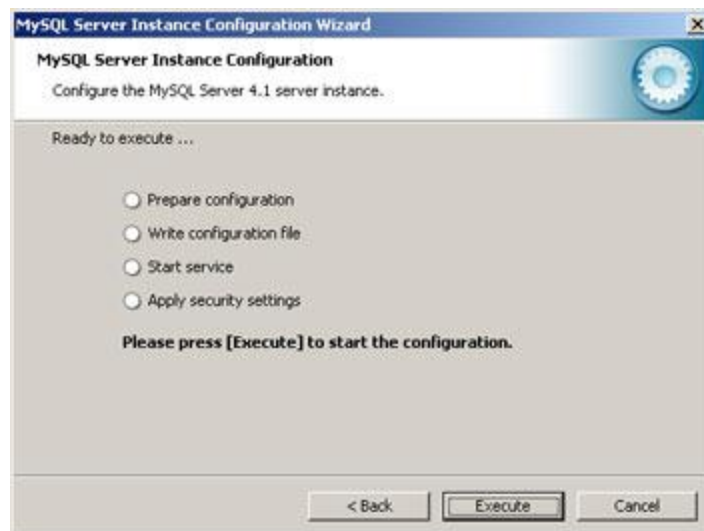 MySQL Server Instance Configuration Wizard
MySQL Server Instance Configuration
Configure the MySQL Server 4.1 server instance.
Ready to execute ...
Prepare configuration
Write configuration file
Start service
Apply security settings
Please press [Execute] to start the configuration.
< Back Execute Cancel